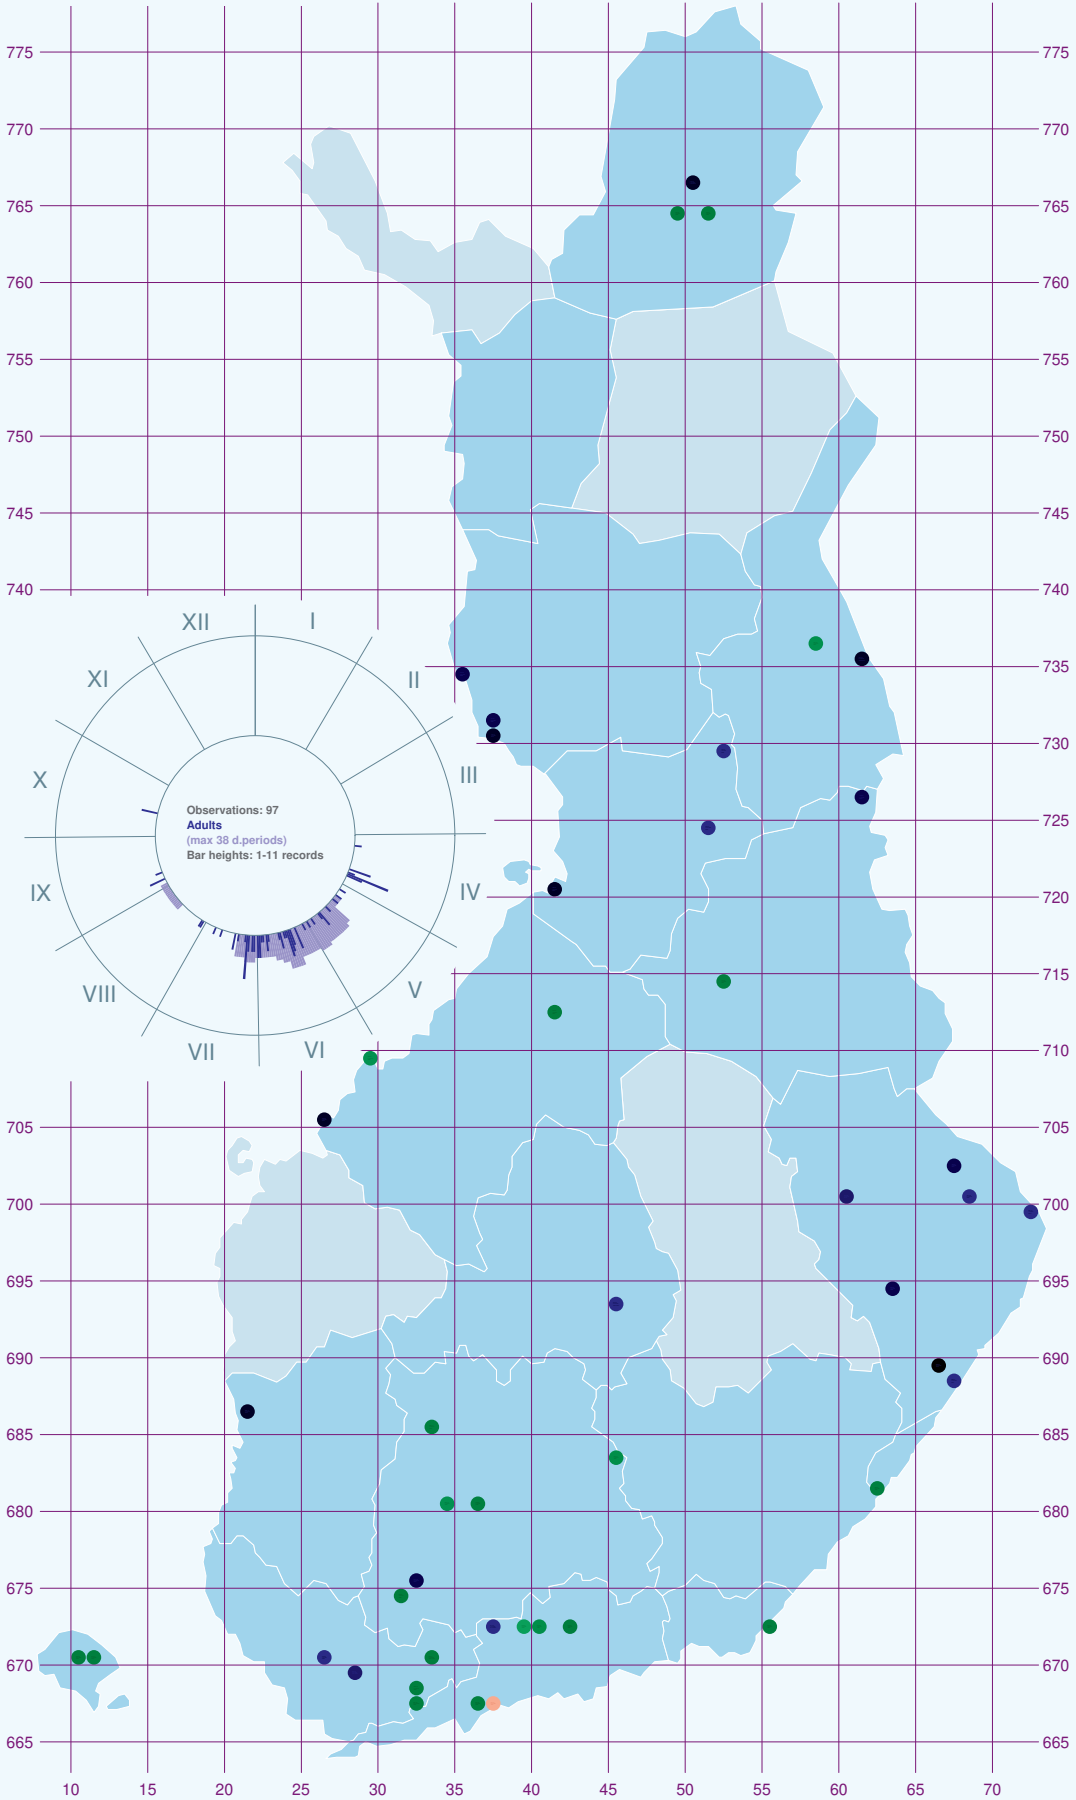 775 775
770 770
765 765
760 760
755 755
750 750
745 745
740 740
XII I
XI II
735 735
730 730
X III
Observations: 97
Adults
(max 38 d.periods)
Bar heights: 1-11 records
725 725
IX IV
720 720
715 715
VIII V
VII VI
710 710
705 705
700 700
695 695
690 690
685 685
680 680
675 675
670 670
665 665
10 15 20 25 30 35 40 45 50 55 60 65 70